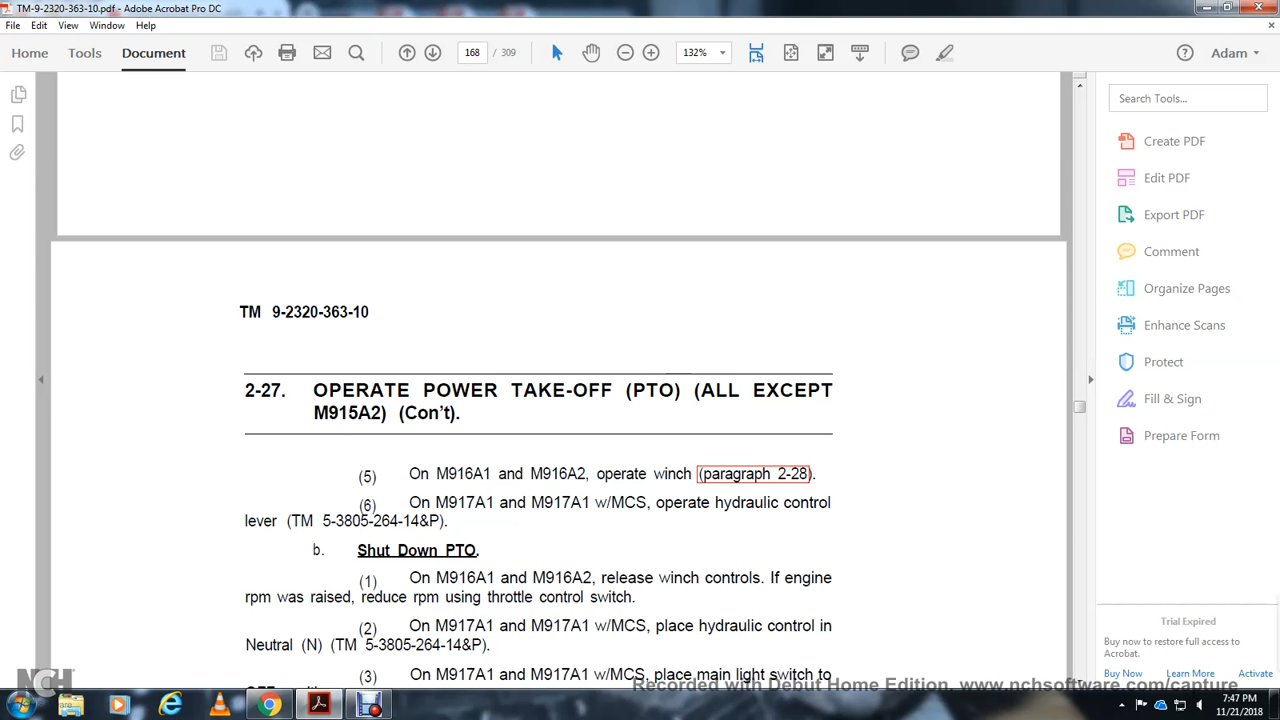 TM-9-2320-363-10.pdf - Adobe Acrobat Pro DC
File Edit View Window Help
Home Tools Document 168 / 309 132% Adam
Search Tools...
Create PDF
Edit PDF
Export PDF
Comment
Organize Pages
Enhance Scans
Protect
Fill & Sign
Prepare Form
TM 9-2320-363-10
2-27. OPERATE POWER TAKE-OFF (PTO) (ALL EXCEPT
M915A2) (Con't).
(5) On M916A1 and M916A2, operate winch (paragraph 2-28).
(6) On M917A1 and M917A1 w/MCS, operate hydraulic control
lever (TM 5-3805-264-14&P).
b. Shut Down PTO.
(1) On M916A1 and M916A2, release winch controls. If engine
rpm was raised, reduce rpm using throttle control switch.
(2) On M917A1 and M917A1 w/MCS, place hydraulic control in
Neutral (N) (TM 5-3805-264-14&P).
(3) On M917A1 and M917A1 w/MCS, place main light switch to
Trial Expired
Buy now to restore full access to
Acrobat.
Buy Now Learn More Activate
NCH
Recorded with Debut Home Edition. www.nchsoftware.com/capture
7:47 PM
11/21/2018